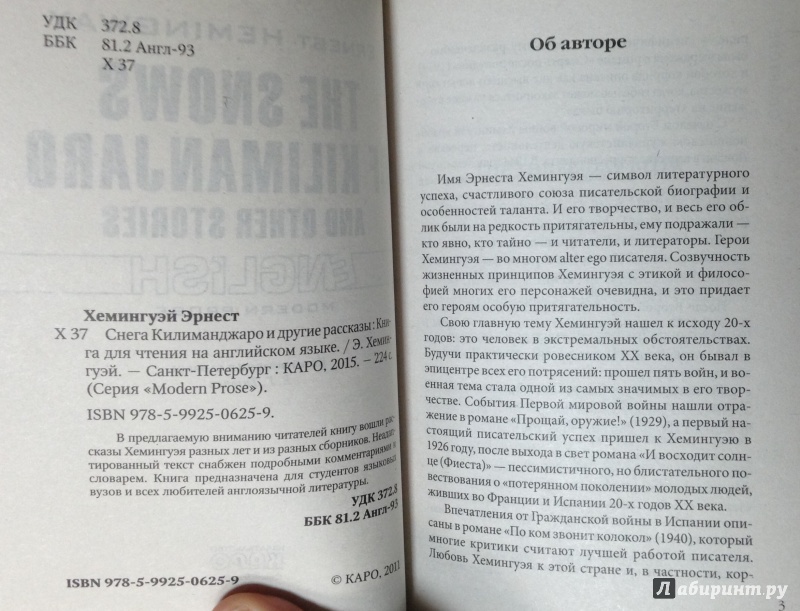 УДК 372.8
ББК 81.2 Англ-93
Х 37
Хемингуэй Эрнест
Х 37 Снега Килиманджаро и другие рассказы : Кни-
га для чтения на английском языке. / Э. Хемин-
гуэй. — Санкт-Петербург : КАРО, 2015. — 224 с.
(Серия «Modern Prose»).
ISBN 978-5-9925-0625-9.
В предлагаемую вниманию читателей книгу вошли рас-
сказы Хемингуэя разных лет и из разных сборников. Неадап-
тированный текст снабжен подробными комментариями и
словарем. Книга предназначена для студентов языковых
вузов и всех любителей англоязычной литературы.
УДК 372.8
ББК 81.2 Англ-93
ISBN 978-5-9925-0625-9
© КАРО, 2011
Об авторе
Имя Эрнеста Хемингуэя — символ литературного
успеха, счастливого союза писательской биографии и
особенностей таланта. И его творчество, и весь его об-
лик были на редкость притягательны, ему подражали —
кто явно, кто тайно — и читатели, и литераторы. Герои
Хемингуэя — во многом alter ego писателя. Созвучность
жизненных принципов Хемингуэя с этикой и филосо-
фией многих его персонажей очевидна, и это придает
его героям особую притягательность.
Свою главную тему Хемингуэй нашел к исходу 20-х
годов: это человек в экстремальных обстоятельствах.
Будучи практически ровесником XX века, он бывал в
эпицентре всех его потрясений: прошел пять войн, и во-
енная тема стала одной из самых значимых в его твор-
честве. События Первой мировой войны нашли отра-
жение в романе «Прощай, оружие!» (1929), а первый на-
стоящий писательский успех пришел к Хемингуэю в
1926 году, после выхода в свет романа «И восходит солн-
це (Фиеста)» — пессимистичного, но блистательного по-
вествования о «потерянном поколении» молодых людей,
живших во Франции и Испании 20-х годов XX века.
Впечатления от Гражданской войны в Испании опи-
саны в романе «По ком звонит колокол» (1940), который
многие критики считают лучшей работой писателя.
Любовь Хемингуэя к этой стране и, в частности, кор-
3
Лабиринт.ру